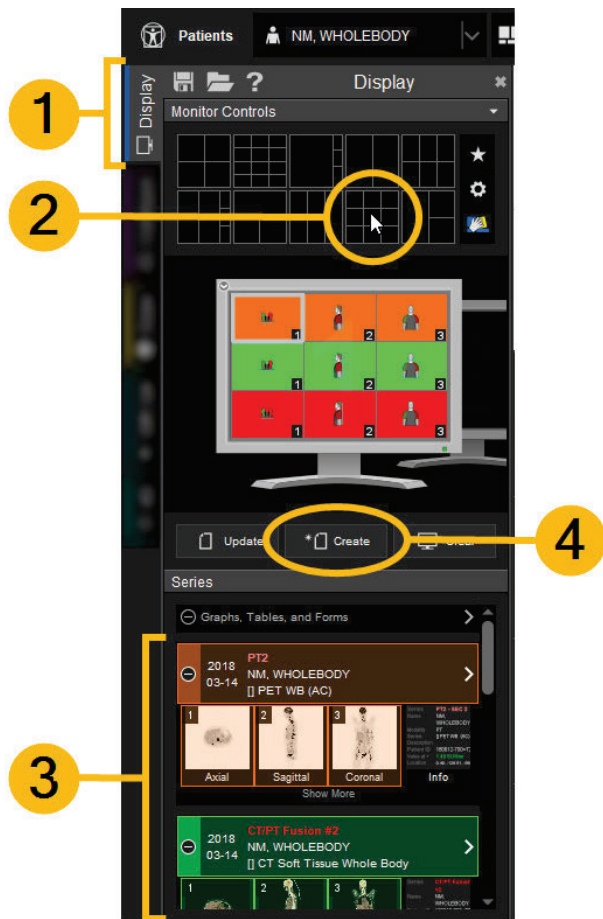 Patients
NM, WHOLEBODY
1
Display
?
Display
Monitor Controls
2
1 2 3
1 2 3
1 2 3
Update
*Create
Clear
4
Series
Graphs, Tables, and Forms
3
2018
03-14
PT2
NM, WHOLEBODY
[] PET WB (AC)
1 2 3
Axial Sagittal Coronal Info
Show More
2018
03-14
CT/PT Fusion #2
NM, WHOLEBODY
[] CT Soft Tissue Whole Body
1 2 3